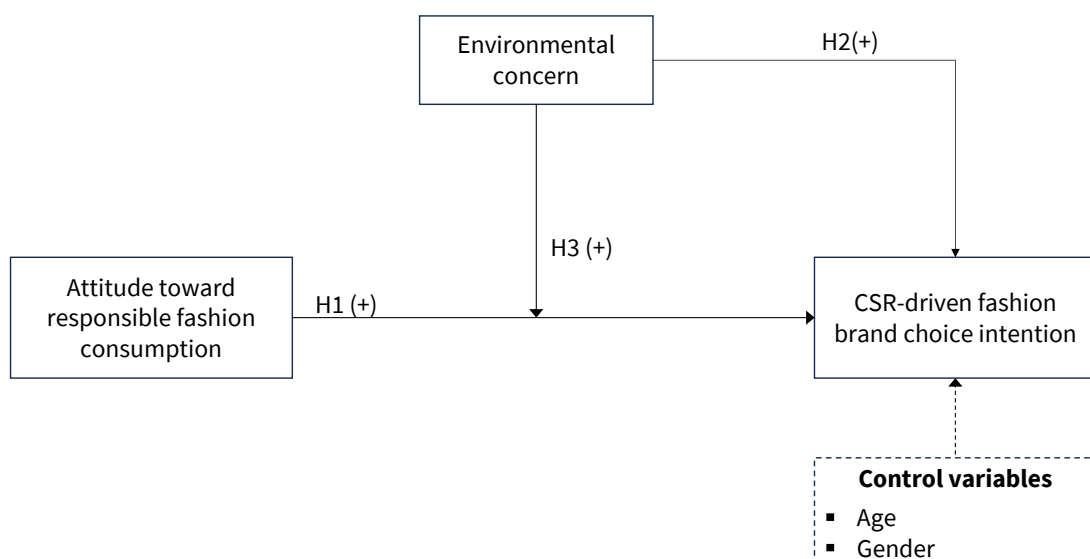 Environmental
concern
H2(+)
H3 (+)
Attitude toward
responsible fashion
consumption
H1 (+)
CSR-driven fashion
brand choice intention
Control variables
▪ Age
▪ Gender